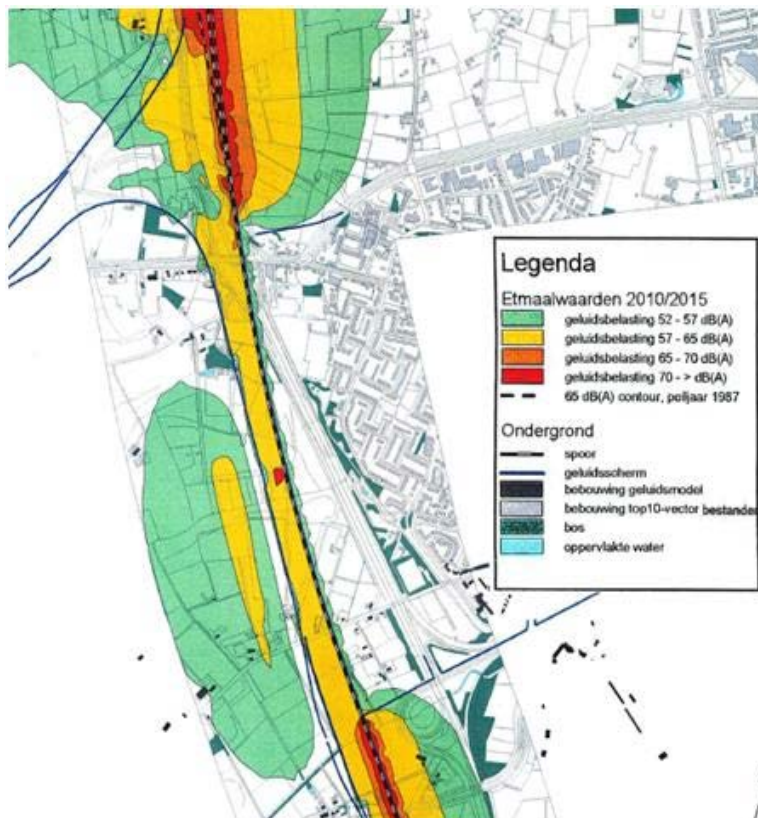 Legenda
Etmaalwaarden 2010/2015
geluidsbelasting 52 - 57 dB(A)
geluidsbelasting 57 - 65 dB(A)
geluidsbelasting 65 - 70 dB(A)
geluidsbelasting 70 - > dB(A)
65 dB(A) contour, peiljaar 1987
Ondergrond
spoor
geluidsscherm
bebouwing geluidsmodel
bebouwing top10-vector bestanden
bos
oppervlakte water